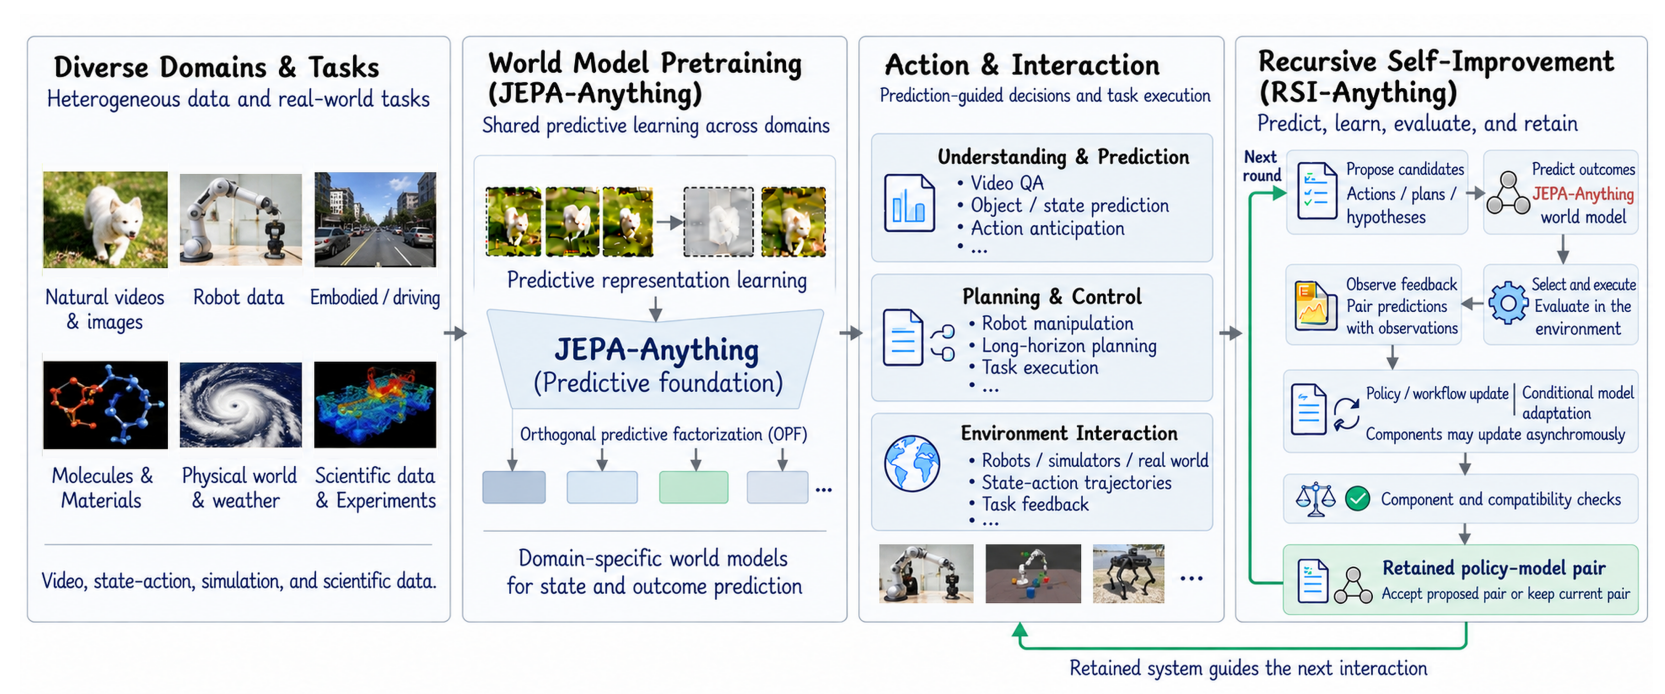 Diverse Domains & Tasks
Heterogeneous data and real-world tasks
Natural videos
& images
Robot data
Embodied / driving
Molecules &
Materials
Physical world
& weather
Scientific data
& Experiments
Video, state-action, simulation, and scientific data.
World Model Pretraining
(JEPA-Anything)
Shared predictive learning across domains
Predictive representation learning
JEPA-Anything
(Predictive foundation)
Orthogonal predictive factorization (OPF)
...
Domain-specific world models
for state and outcome prediction
Action & Interaction
Prediction-guided decisions and task execution
Understanding & Prediction
• Video QA
• Object / state prediction
• Action anticipation
• ...
Planning & Control
• Robot manipulation
• Long-horizon planning
• Task execution
• ...
Environment Interaction
• Robots / simulators / real world
• State-action trajectories
• Task feedback
• ...
...
Recursive Self-Improvement
(RSI-Anything)
Predict, learn, evaluate, and retain
Next
round
Propose candidates
Actions / plans /
hypotheses
Predict outcomes
JEPA-Anything
world model
Select and execute
Evaluate in the
environment
Observe feedback
Pair predictions
with observations
Policy / workflow update
Conditional model
adaptation
Components may update asynchromously
Component and compatibility checks
Retained policy-model pair
Accept proposed pair or keep current pair
Retained system guides the next interaction